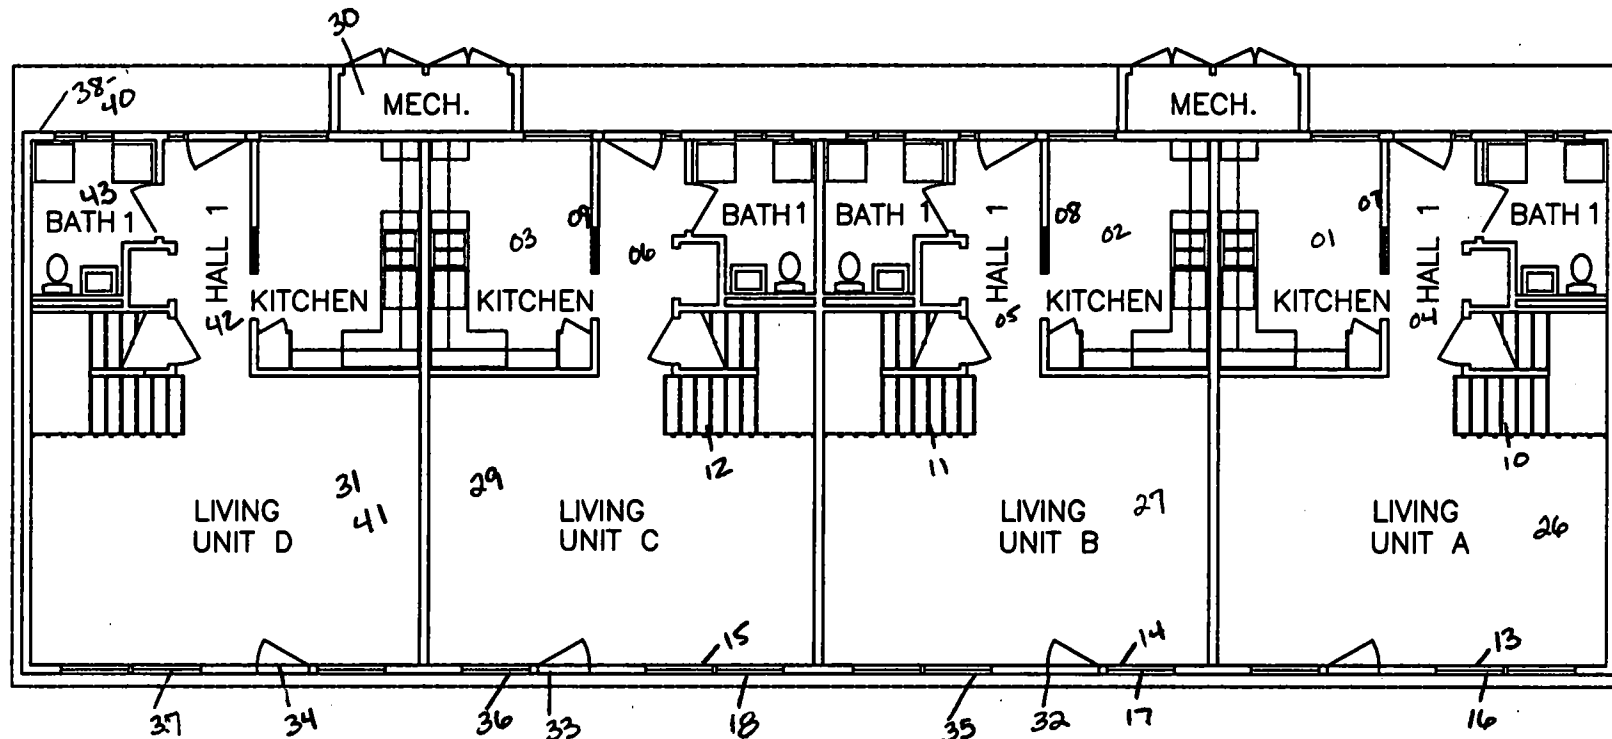 30
38-
40
MECH.
MECH.
43
BATH 1
HALL 1
KITCHEN
42
03
09
KITCHEN
06
BATH 1
BATH 1
HALL 1
05
08
02
KITCHEN
01
07
KITCHEN
HALL 1
04
BATH 1
12
11
10
31
41
29
27
26
LIVING
UNIT D
LIVING
UNIT C
LIVING
UNIT B
LIVING
UNIT A
15
14
13
37
34
36
33
18
35
32
17
16